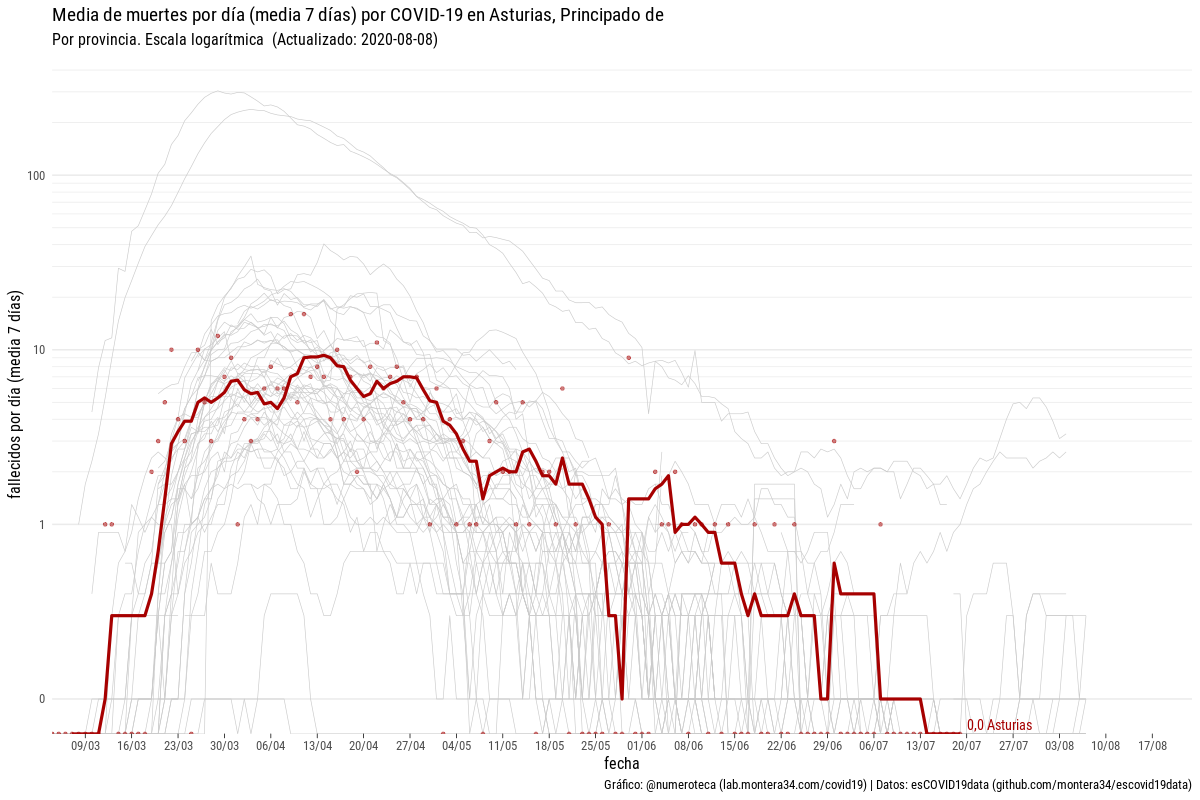 Media de muertes por día (media 7 días) por COVID-19 en Asturias, Principado de
Por provincia. Escala logarítmica  (Actualizado: 2020-08-08)
fallecidos por día (media  7 días)
100
10
1
0
0,0 Asturias
09/03 16/03 23/03 30/03 06/04 13/04 20/04 27/04 04/05 11/05 18/05 25/05 01/06 08/06 15/06 22/06 29/06 06/07 13/07 20/07 27/07 03/08 10/08 17/08
fecha
Gráfico: @numeroteca (lab.montera34.com/covid19) | Datos: esCOVID19data (github.com/montera34/escovid19data)